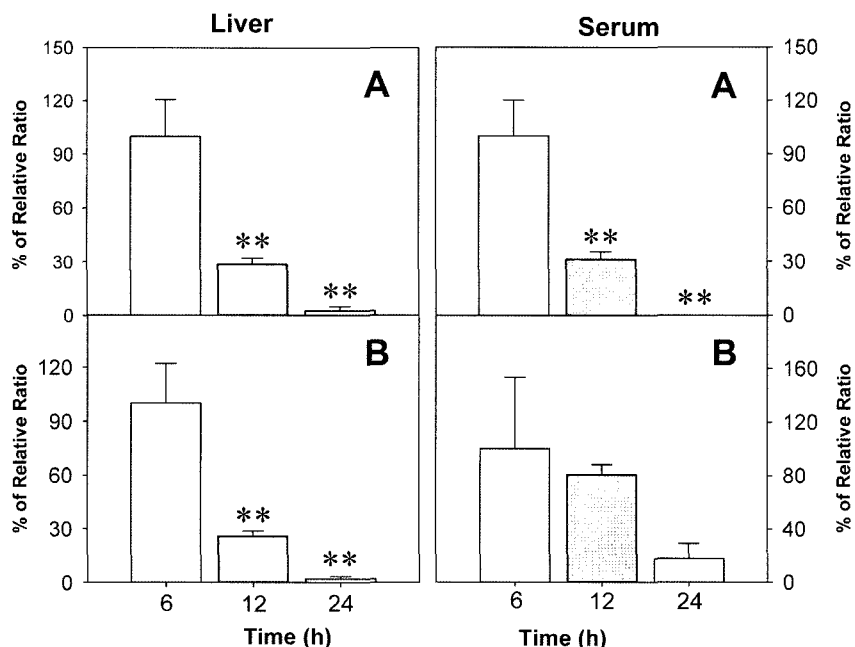 Liver
Serum
150
120
90
60
30
0
% of Relative Ratio
A
**
**
A
**
**
150
120
90
60
30
0
% of Relative Ratio
120
90
60
30
0
% of Relative Ratio
B
**
**
B
160
120
80
40
0
% of Relative Ratio
6 12 24
Time (h)
6 12 24
Time (h)